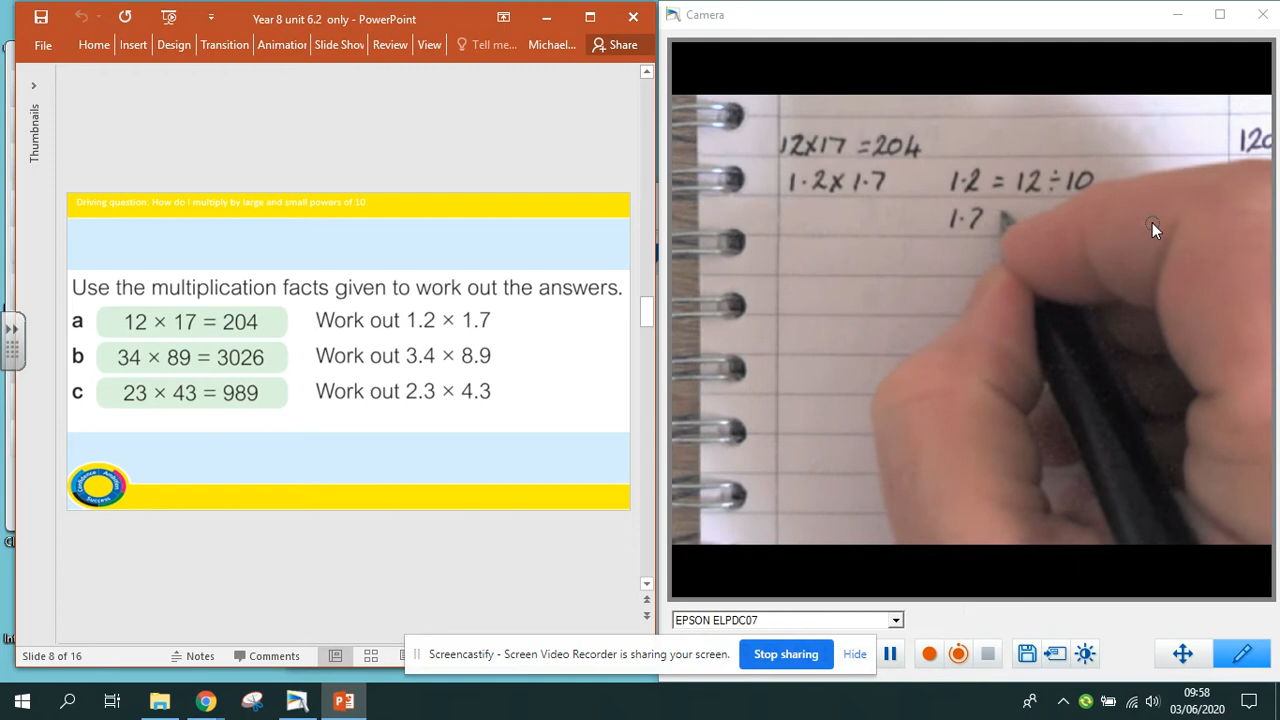 Year 8 unit 6.2 only - PowerPoint
File Home Insert Design Transition Animation Slide Show Review View Tell me... Michael... Share
Thumbnails
Driving question: How do I multiply by large and small powers of 10
Use the multiplication facts given to work out the answers.
a 12 × 17 = 204 Work out 1.2 × 1.7
b 34 × 89 = 3026 Work out 3.4 × 8.9
c 23 × 43 = 989 Work out 2.3 × 4.3
Confidence Ambition Success
Slide 8 of 16 Notes Comments
Camera
12×17 =204
1·2× 1·7 1·2 = 12÷10
1·7
120
EPSON ELPDC07
Screencastify - Screen Video Recorder is sharing your screen. Stop sharing Hide
09:58
03/06/2020